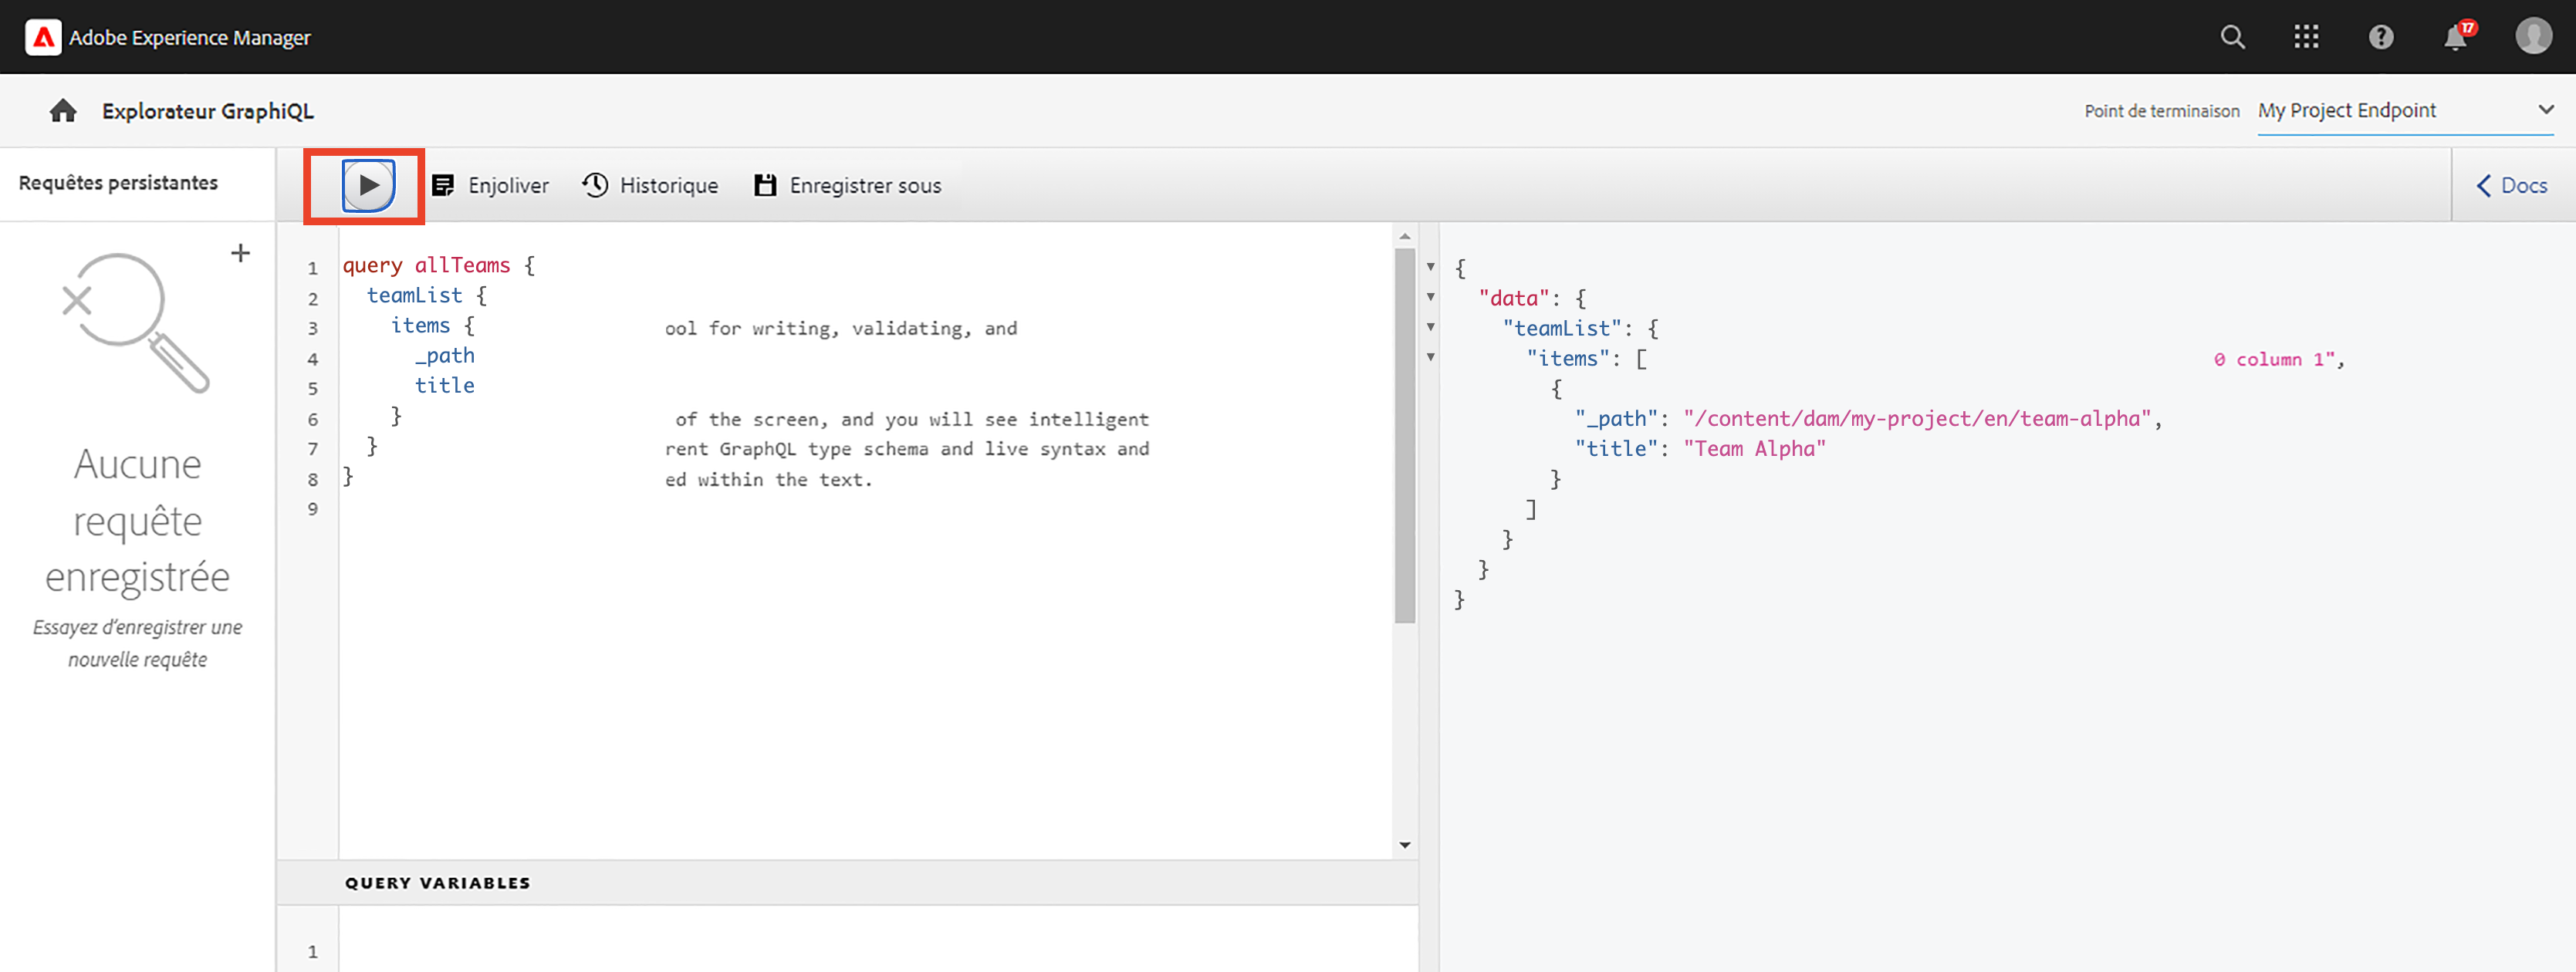 Adobe Experience Manager
17
Explorateur GraphiQL
Point de terminaison My Project Endpoint
Requêtes persistantes
Enjoliver Historique Enregistrer sous
Docs
Aucune
requête
enregistrée
Essayez d'enregistrer une
nouvelle requête
1 query allTeams {
2 teamList {
3 items { ool for writing, validating, and
4 _path
5 title
6 } of the screen, and you will see intelligent
7 } rent GraphQL type schema and live syntax and
8 } ed within the text.
9
QUERY VARIABLES
1
{
"data": {
"teamList": {
"items": [ 0 column 1",
{
"_path": "/content/dam/my-project/en/team-alpha",
"title": "Team Alpha"
}
]
}
}
}